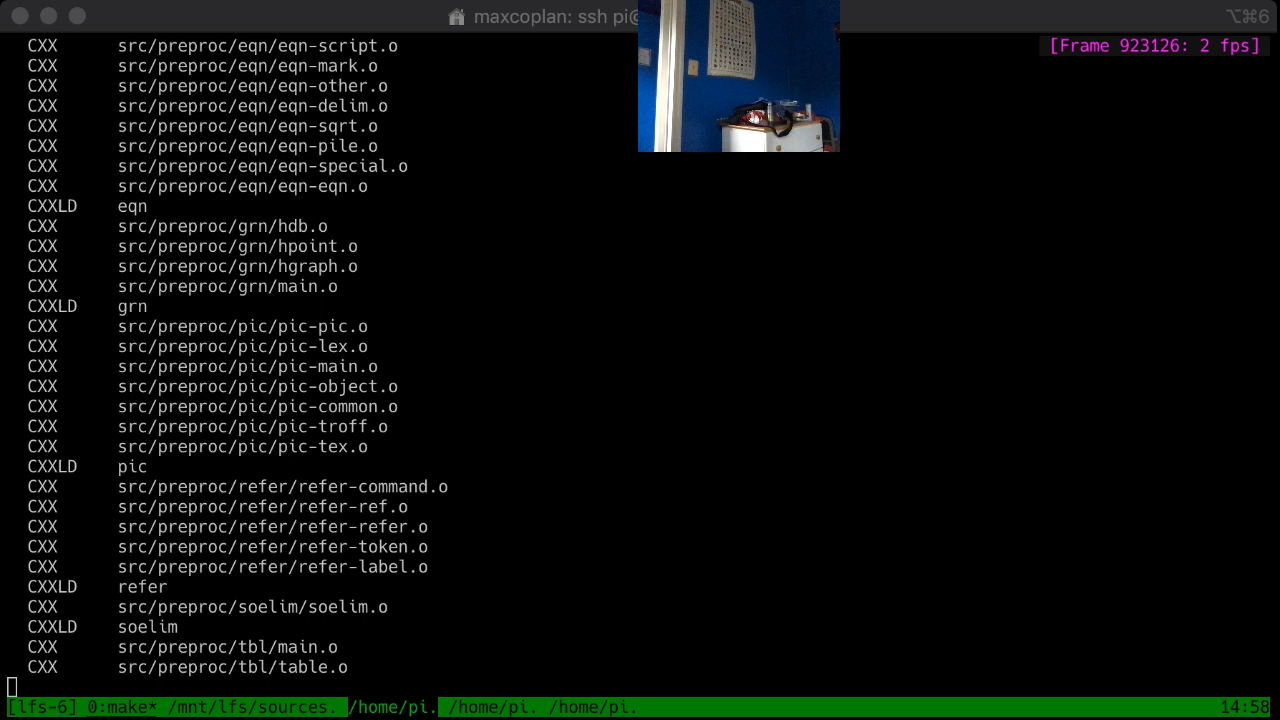 maxcoplan: ssh pi@
⌥⌘6
CXX src/preproc/eqn/eqn-script.o
[Frame 923126: 2 fps]
CXX src/preproc/eqn/eqn-mark.o
CXX src/preproc/eqn/eqn-other.o
CXX src/preproc/eqn/eqn-delim.o
CXX src/preproc/eqn/eqn-sqrt.o
CXX src/preproc/eqn/eqn-pile.o
CXX src/preproc/eqn/eqn-special.o
CXX src/preproc/eqn/eqn-eqn.o
CXXLD eqn
CXX src/preproc/grn/hdb.o
CXX src/preproc/grn/hpoint.o
CXX src/preproc/grn/hgraph.o
CXX src/preproc/grn/main.o
CXXLD grn
CXX src/preproc/pic/pic-pic.o
CXX src/preproc/pic/pic-lex.o
CXX src/preproc/pic/pic-main.o
CXX src/preproc/pic/pic-object.o
CXX src/preproc/pic/pic-common.o
CXX src/preproc/pic/pic-troff.o
CXX src/preproc/pic/pic-tex.o
CXXLD pic
CXX src/preproc/refer/refer-command.o
CXX src/preproc/refer/refer-ref.o
CXX src/preproc/refer/refer-refer.o
CXX src/preproc/refer/refer-token.o
CXX src/preproc/refer/refer-label.o
CXXLD refer
CXX src/preproc/soelim/soelim.o
CXXLD soelim
CXX src/preproc/tbl/main.o
CXX src/preproc/tbl/table.o
[lfs-6] 0:make* /mnt/lfs/sources. /home/pi. /home/pi. /home/pi. 14:58